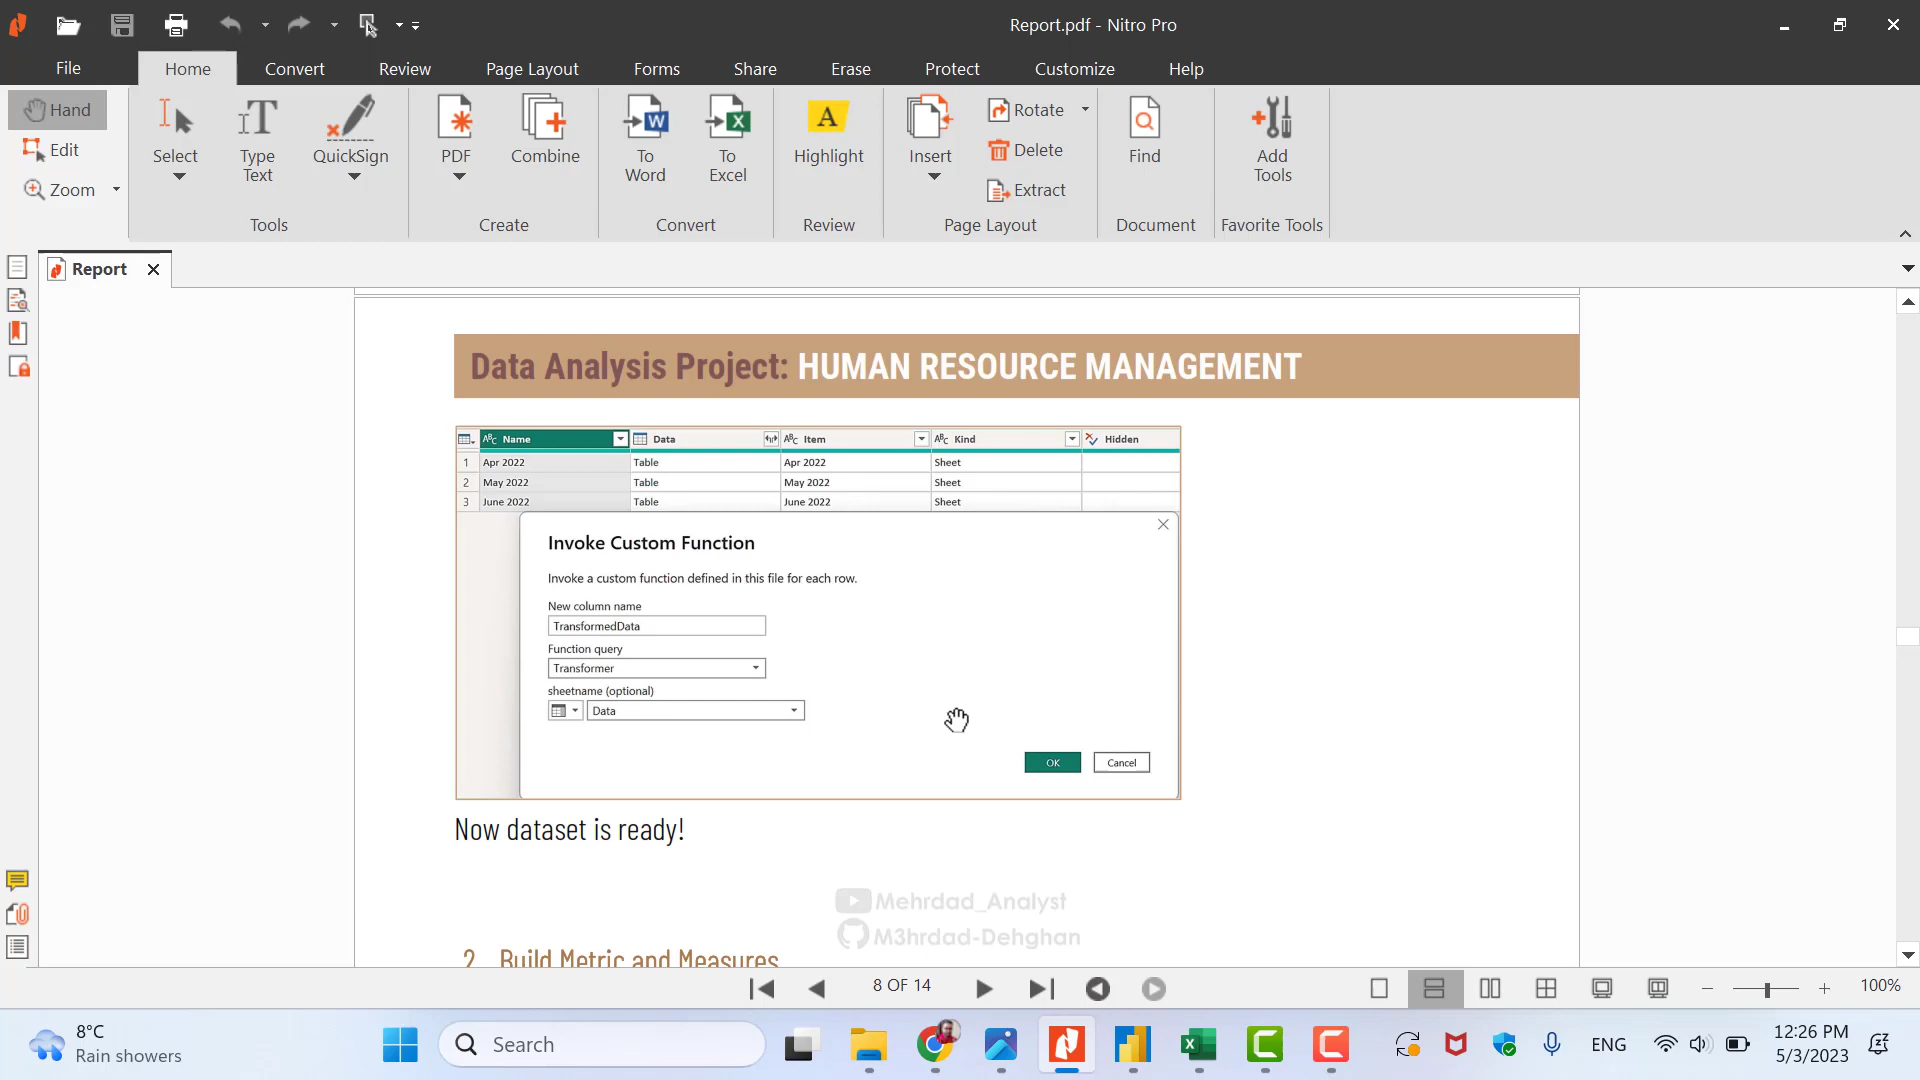 Report.pdf - Nitro Pro
File
Home
Convert
Review
Page Layout
Forms
Share
Erase
Protect
Customize
Help
Hand
Edit
Zoom
Select
Type
Text
QuickSign
Tools
PDF
Combine
Create
To
Word
To
Excel
Convert
A
Highlight
Review
Insert
Rotate
Delete
Extract
Page Layout
Find
Document
Add
Tools
Favorite Tools
Report
Data Analysis Project: HUMAN RESOURCE MANAGEMENT
ABC Name Data ABC Item ABC Kind Hidden
1 Apr 2022 Table Apr 2022 Sheet
2 May 2022 Table May 2022 Sheet
3 June 2022 Table June 2022 Sheet
Invoke Custom Function
Invoke a custom function defined in this file for each row.
New column name
TransformedData
Function query
Transformer
sheetname (optional)
Data
OK
Cancel
Now dataset is ready!
Mehrdad_Analyst
M3hrdad-Dehghan
2 Build Metric and Measures
8 OF 14
100%
8°C
Rain showers
Search
ENG
12:26 PM
5/3/2023